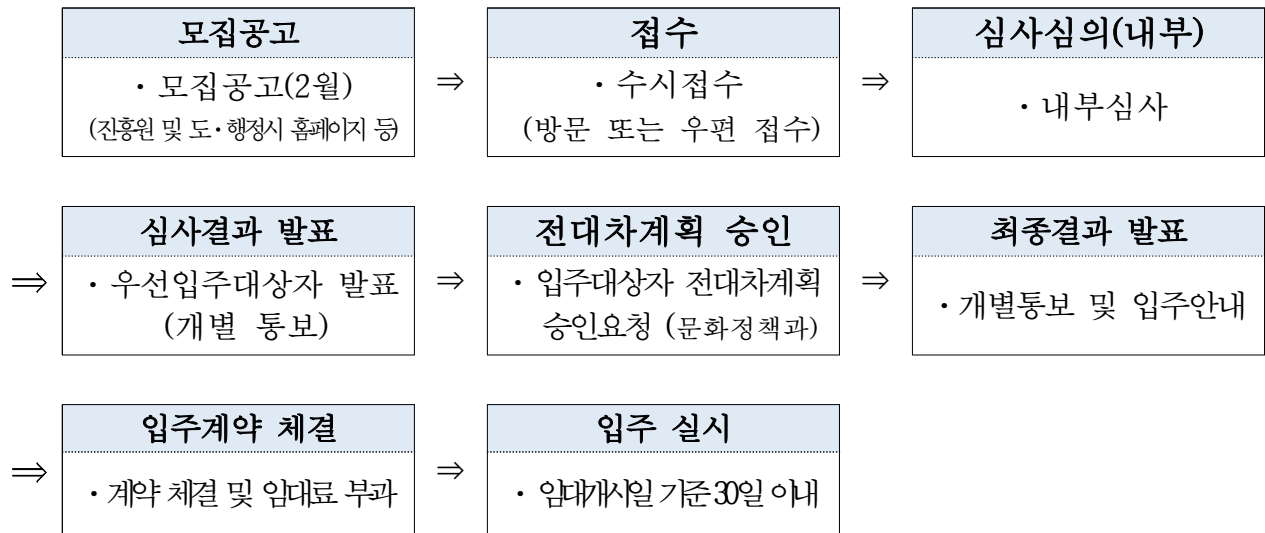 모집공고
・모집공고(2월)
(진흥원 및 도・행정시 홈페이지 등)
⇒
접수
・수시접수
(방문 또는 우편 접수)
⇒
심사심의(내부)
・내부심사
⇒
심사결과 발표
・우선입주대상자 발표
(개별 통보)
⇒
전대차계획 승인
・입주대상자 전대차계획
승인요청 (문화정책과)
⇒
최종결과 발표
・개별통보 및 입주안내
⇒
입주계약 체결
・계약 체결 및 임대료 부과
⇒
입주 실시
・임대개시일 기준 30일 이내